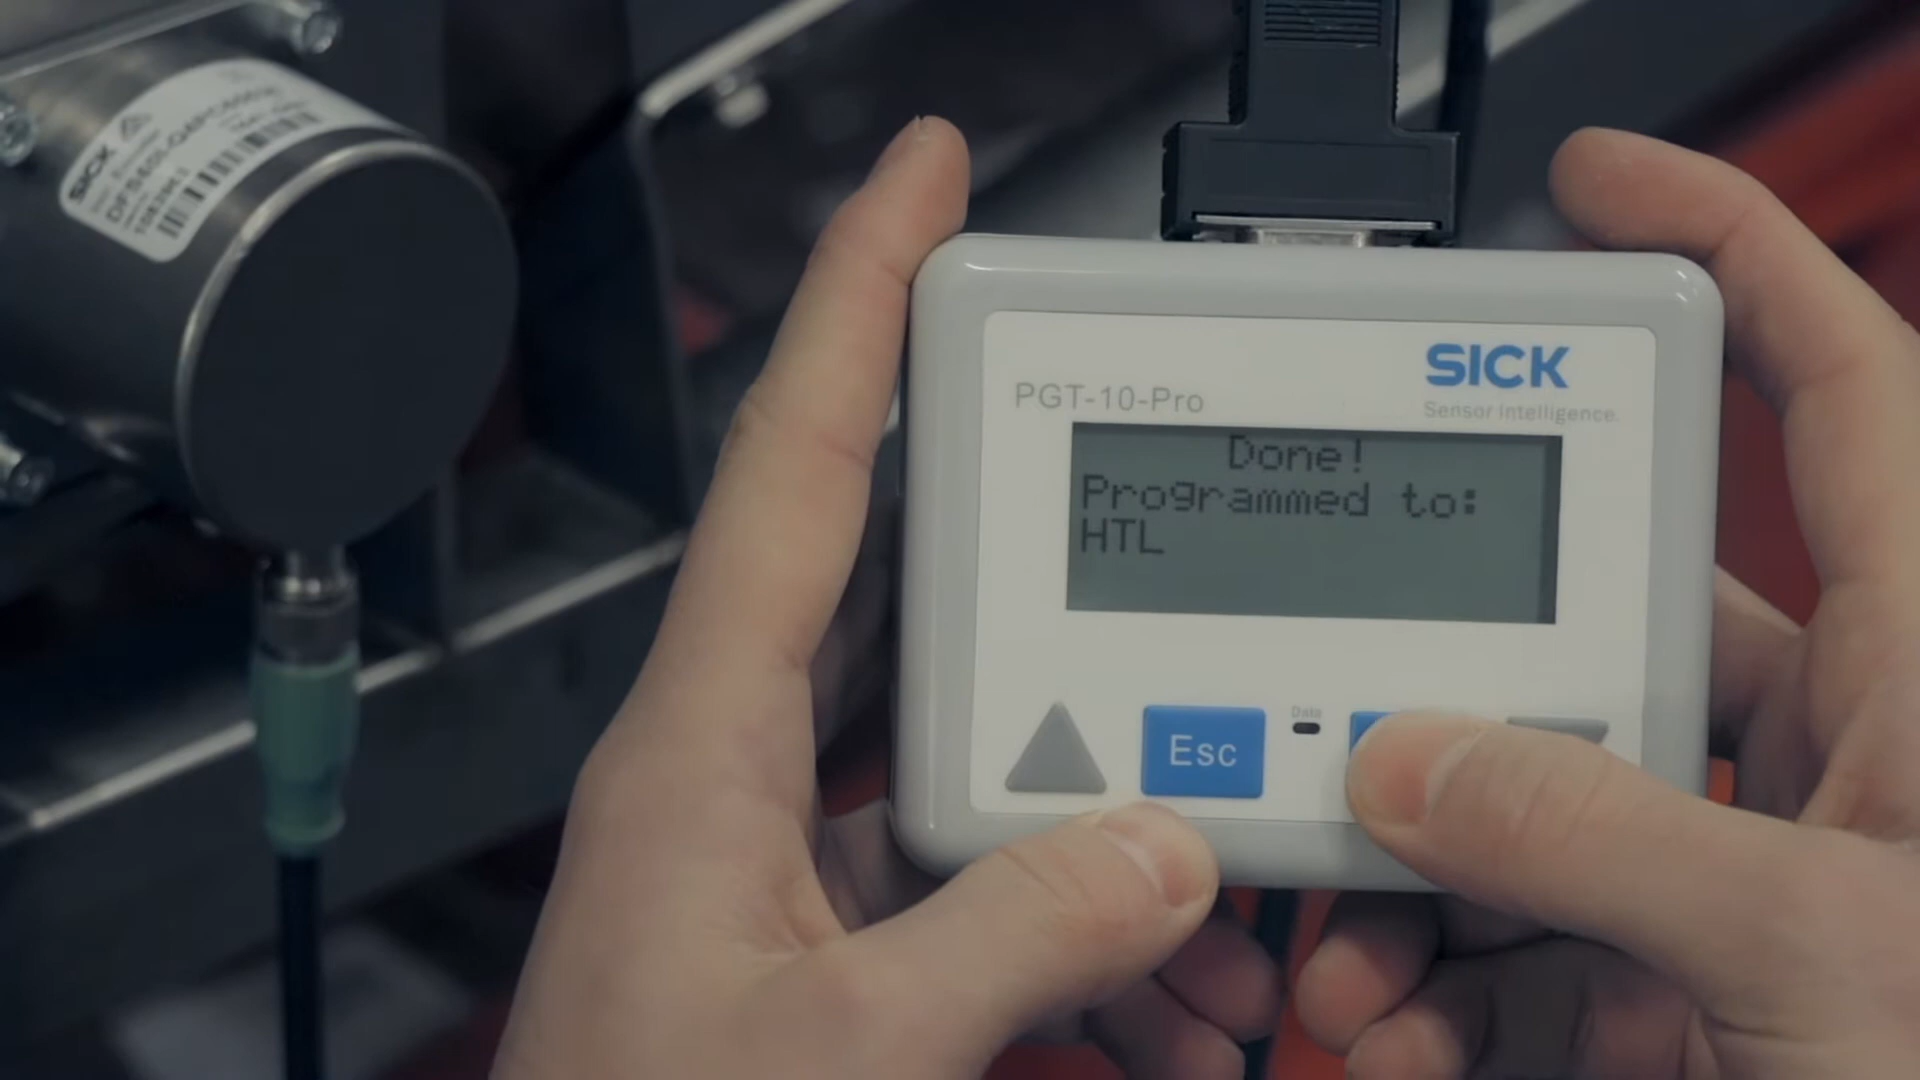 SICK
PGT-10-Pro
Sensor Intelligence.
Done!
Programmed to:
HTL
Esc
Data
SICK